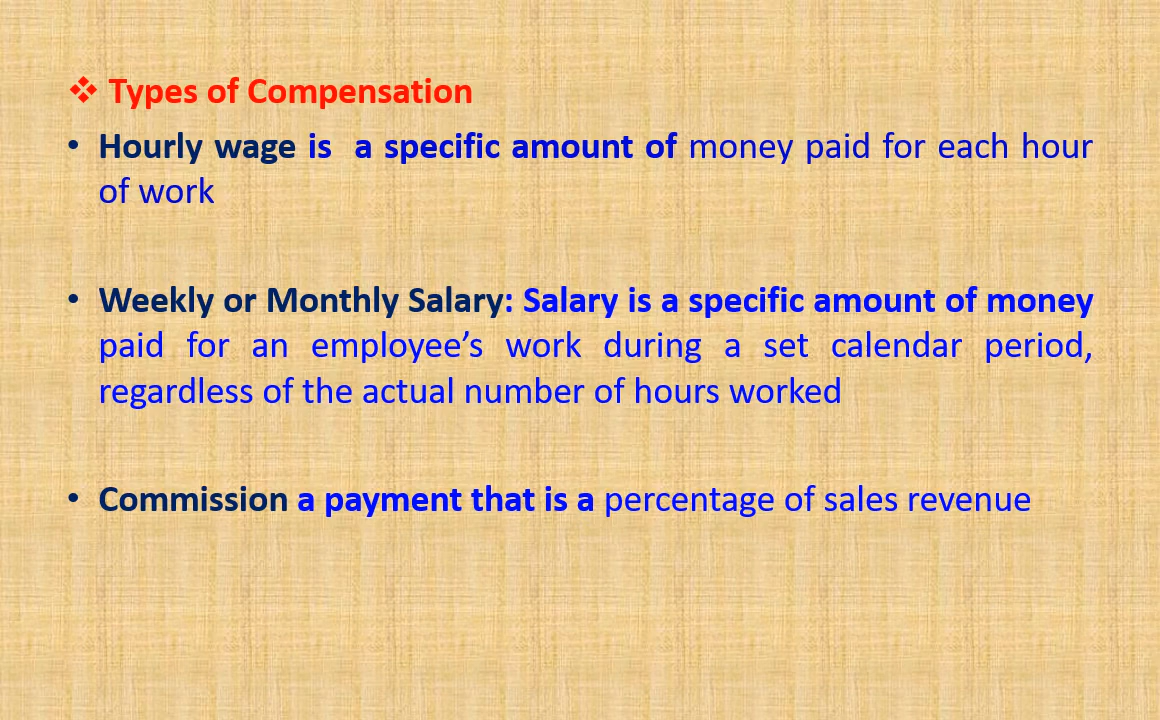 ❖ Types of Compensation
• Hourly wage is a specific amount of money paid for each hour
of work
• Weekly or Monthly Salary: Salary is a specific amount of money
paid for an employee’s work during a set calendar period,
regardless of the actual number of hours worked
• Commission a payment that is a percentage of sales revenue